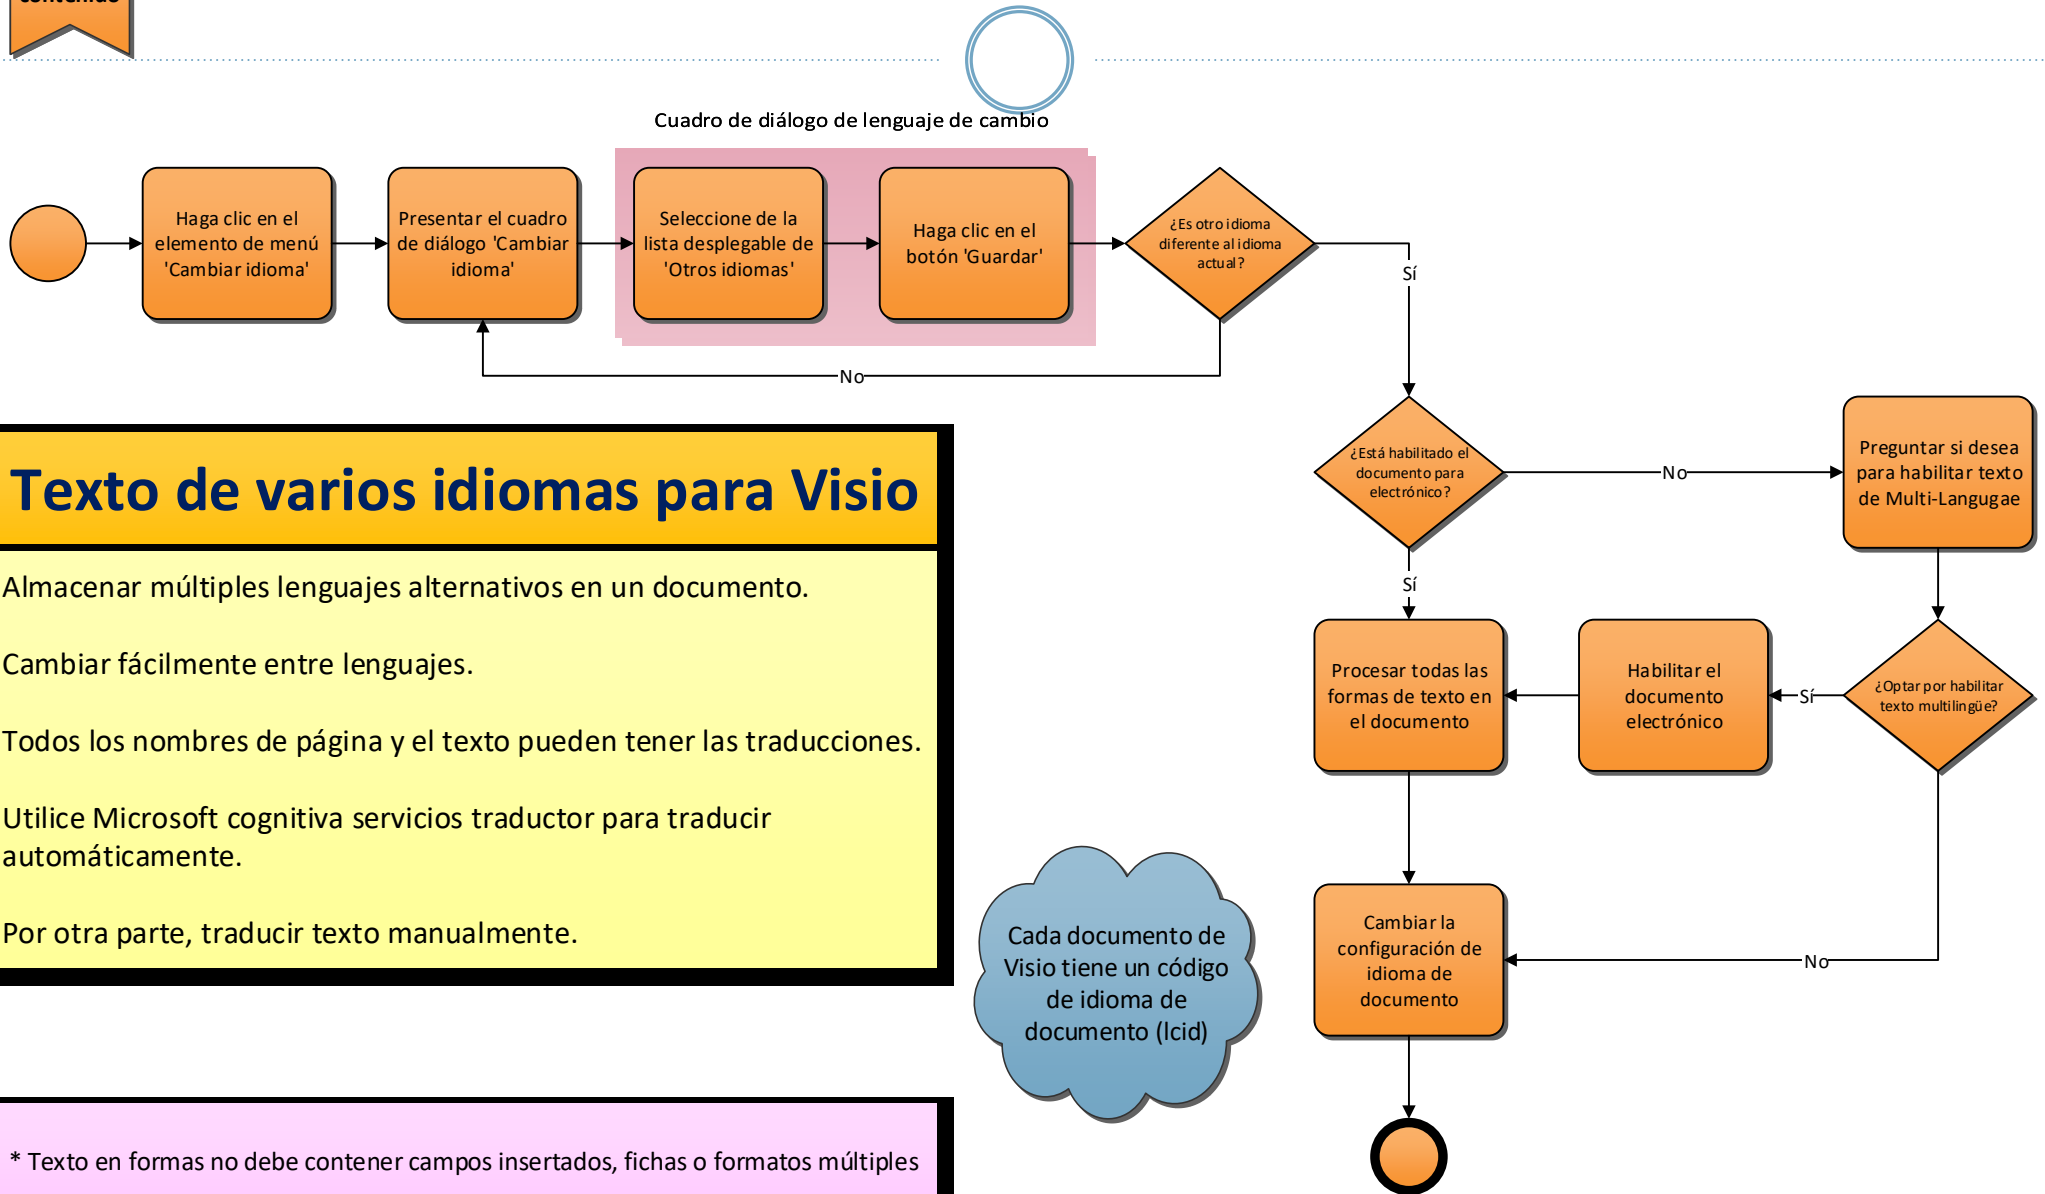 contenido
Cuadro de diálogo de lenguaje de cambio
Haga clic en el
elemento de menú
'Cambiar idioma'
Presentar el cuadro
de diálogo 'Cambiar
idioma'
Seleccione de la
lista desplegable de
'Otros idiomas'
Haga clic en el
botón 'Guardar'
¿Es otro idioma
diferente al idioma
actual?
Sí
No
¿Está habilitado el
documento para
electrónico?
No
Preguntar si desea
para habilitar texto
de Multi-Langugae
Sí
Procesar todas las
formas de texto en
el documento
Habilitar el
documento
electrónico
Sí
¿Optar por habilitar
texto multilingüe?
Cambiar la
configuración de
idioma de
documento
No
Texto de varios idiomas para Visio
Almacenar múltiples lenguajes alternativos en un documento.
Cambiar fácilmente entre lenguajes.
Todos los nombres de página y el texto pueden tener las traducciones.
Utilice Microsoft cognitiva servicios traductor para traducir
automáticamente.
Por otra parte, traducir texto manualmente.
Cada documento de
Visio tiene un código
de idioma de
documento (lcid)
* Texto en formas no debe contener campos insertados, fichas o formatos múltiples